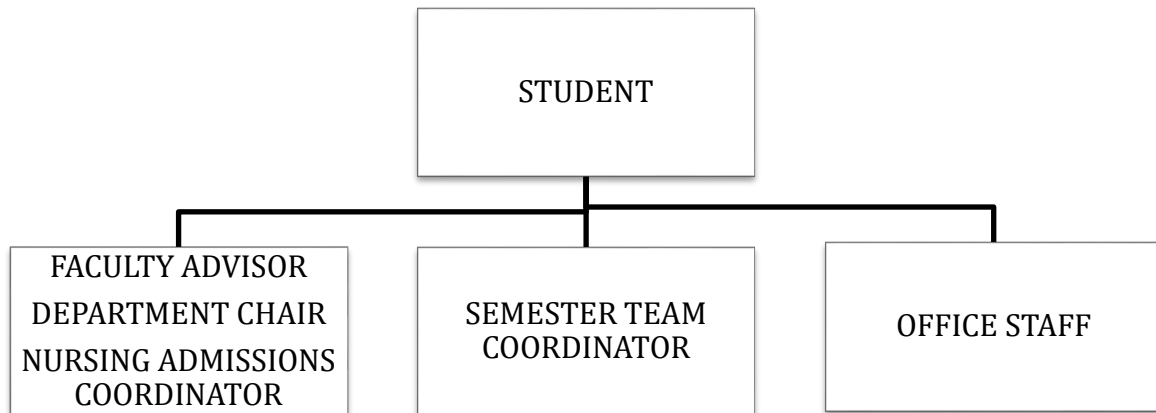 STUDENT
FACULTY ADVISOR
DEPARTMENT CHAIR
NURSING ADMISSIONS
COORDINATOR
SEMESTER TEAM
COORDINATOR
OFFICE STAFF